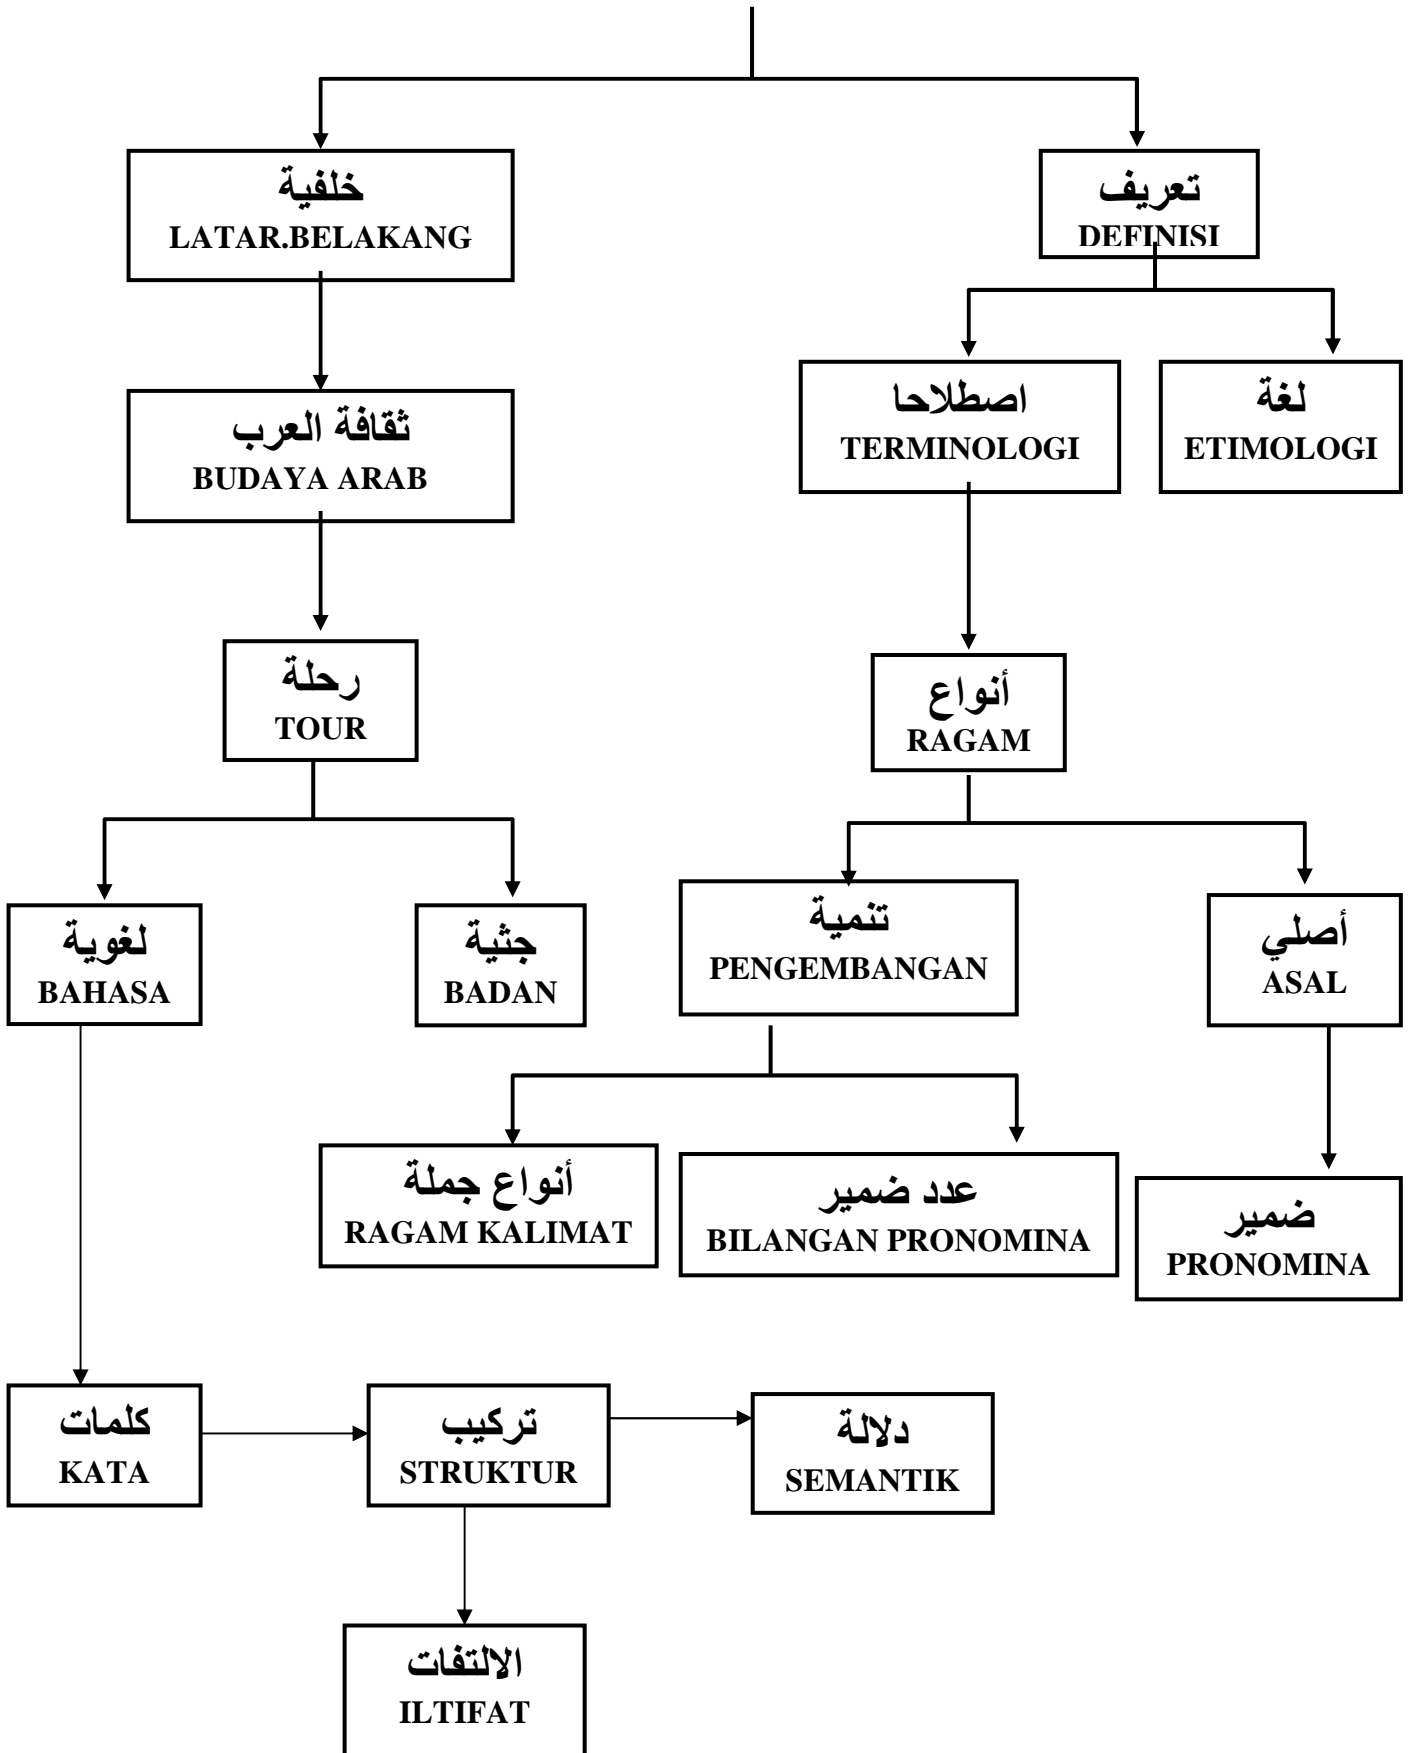 خلفية
LATAR.BELAKANG
تعريف
DEFINISI
ثقافة العرب
BUDAYA ARAB
اصطلاحا
TERMINOLOGI
لغة
ETIMOLOGI
رحلة
TOUR
أنواع
RAGAM
لغوية
BAHASA
جثية
BADAN
تنمية
PENGEMBANGAN
أصلي
ASAL
أنواع جملة
RAGAM KALIMAT
عدد ضمير
BILANGAN PRONOMINA
ضمير
PRONOMINA
كلمات
KATA
تركيب
STRUKTUR
دلالة
SEMANTIK
الالتفات
ILTIFAT